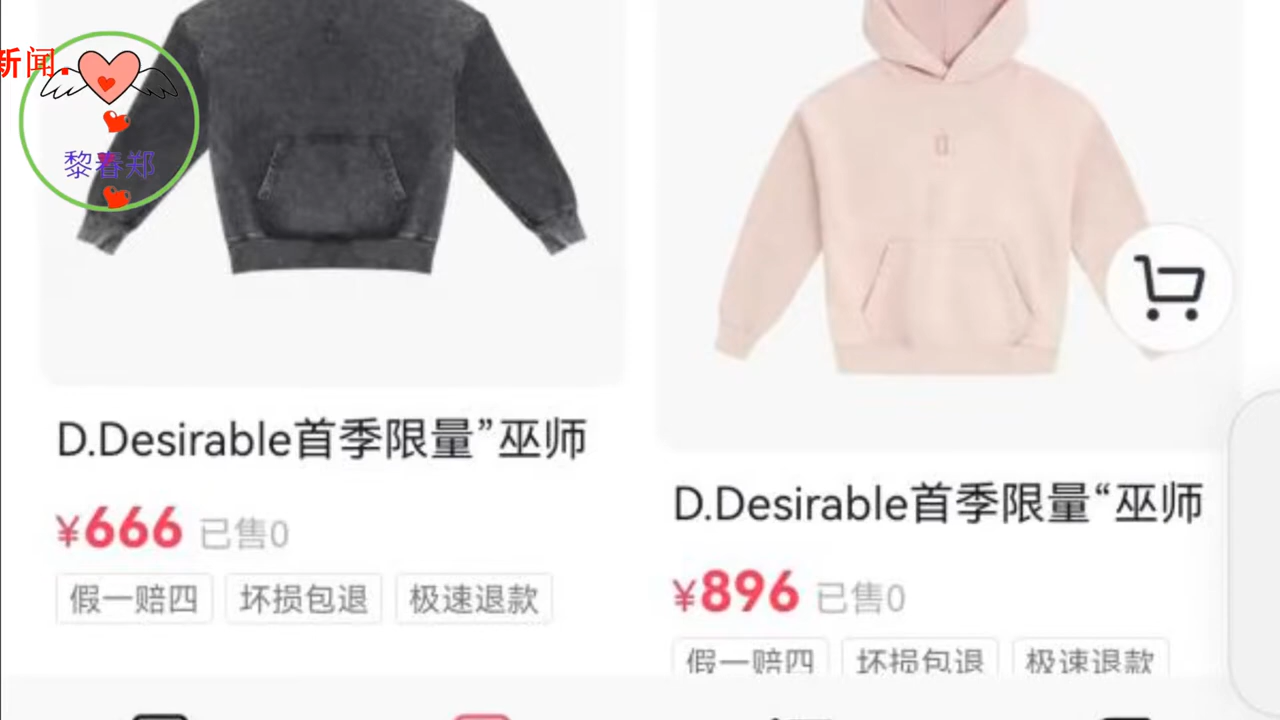 新闻.
黎春郑
D.Desirable首季限量”巫师
¥666 已售0
假一赔四 坏损包退 极速退款
D.Desirable首季限量“巫师
¥896 已售0
假一赔四 坏损包退 极速退款